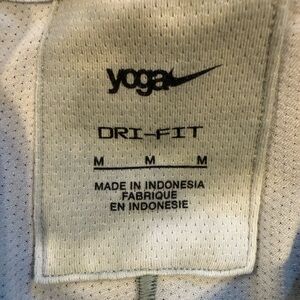 yoga
DRI-FIT
M M M
MADE IN INDONESIA
FABRIQUE
EN INDONESIE